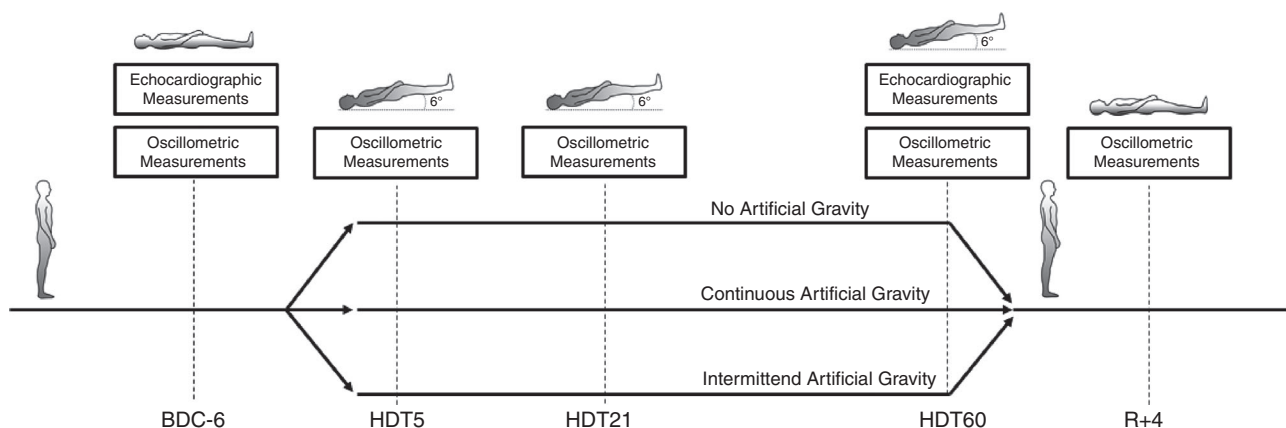 6°
Echocardiographic
Measurements
Echocardiographic
Measurements
6°
6°
Oscillometric
Measurements
Oscillometric
Measurements
Oscillometric
Measurements
Oscillometric
Measurements
Oscillometric
Measurements
No Artificial Gravity
Continuous Artificial Gravity
Intermittend Artificial Gravity
BDC-6
HDT5
HDT21
HDT60
R+4